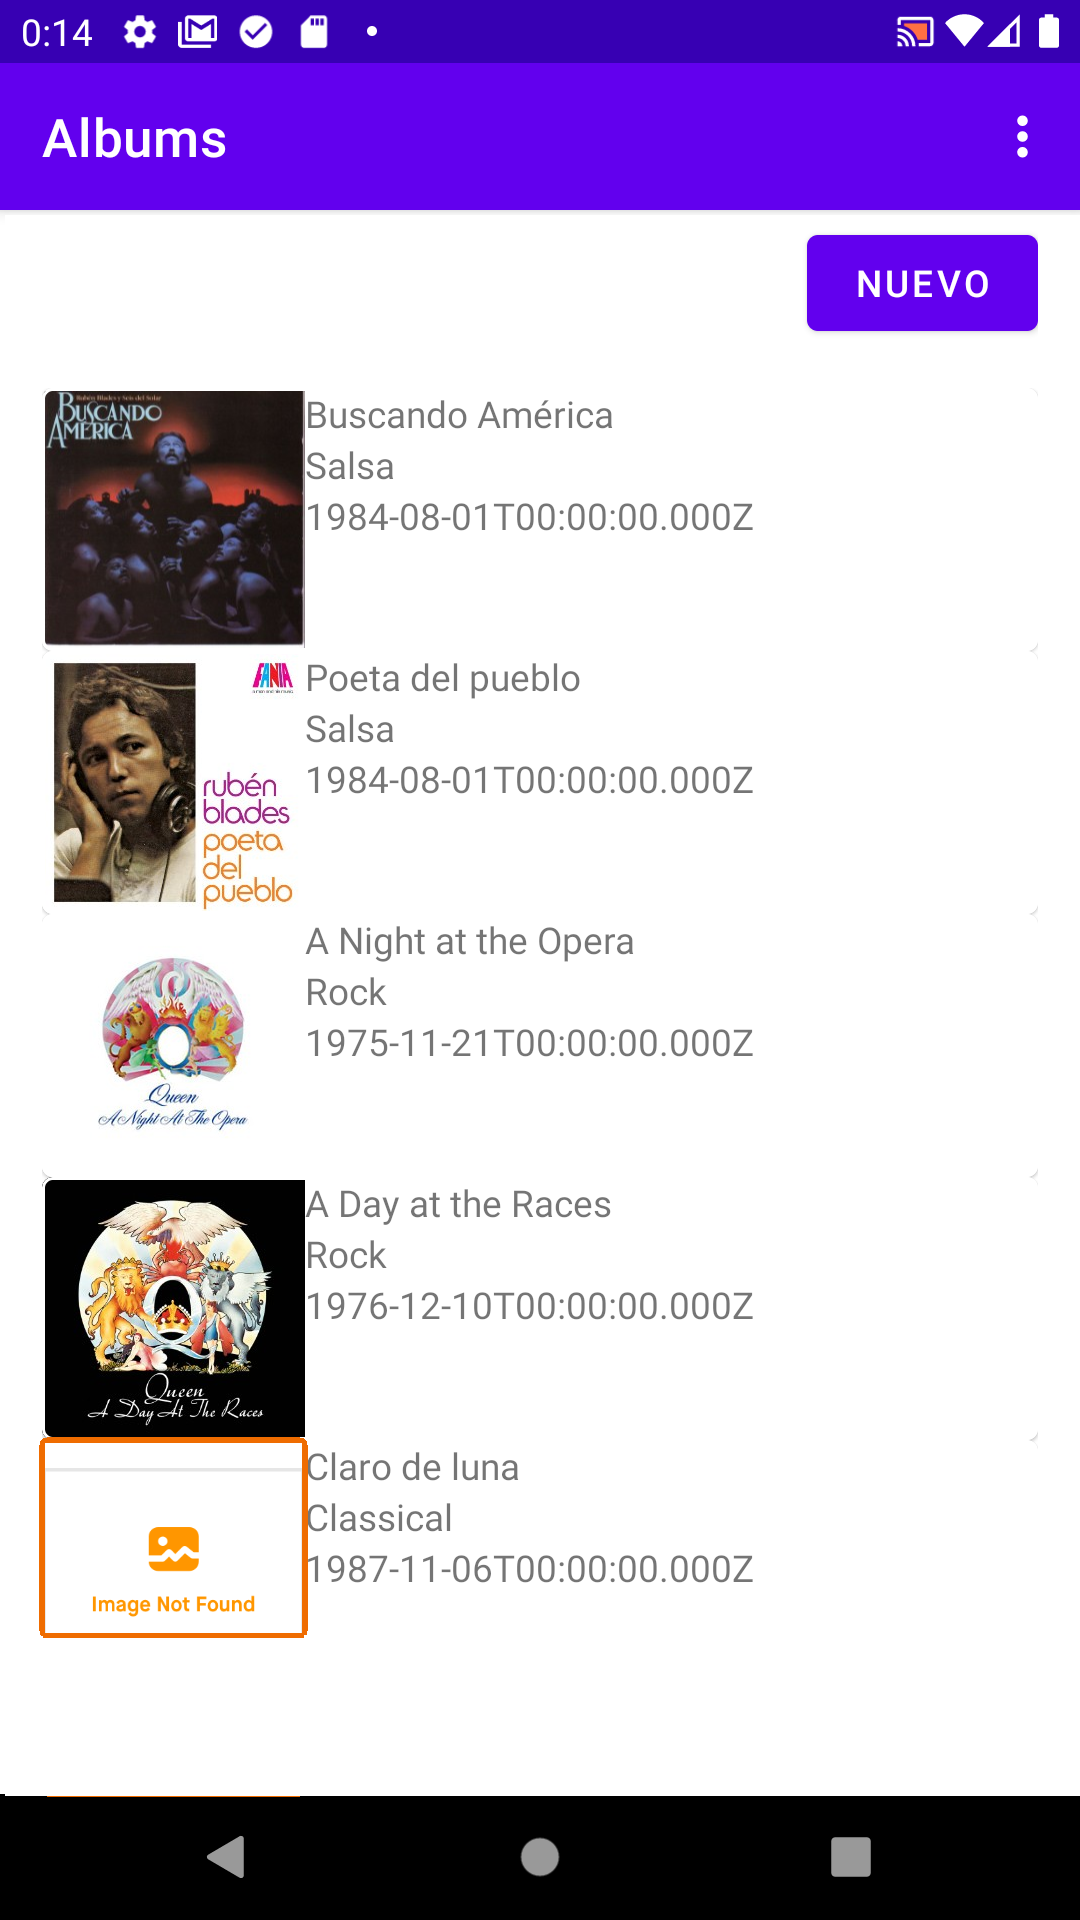 0:14
Albums
NUEVO
Rubén Blades y Seis del Solar
BUSCANDO
AMÉRICA
Buscando América
Salsa
1984-08-01T00:00:00.000Z
FANIA
Poeta del pueblo
Salsa
1984-08-01T00:00:00.000Z
rubén
blades
poeta
del
pueblo
A Night at the Opera
Rock
1975-11-21T00:00:00.000Z
Queen
A Night At The Opera
A Day at the Races
Rock
1976-12-10T00:00:00.000Z
Queen
A Day At The Races
Claro de luna
Classical
1987-11-06T00:00:00.000Z
Image Not Found